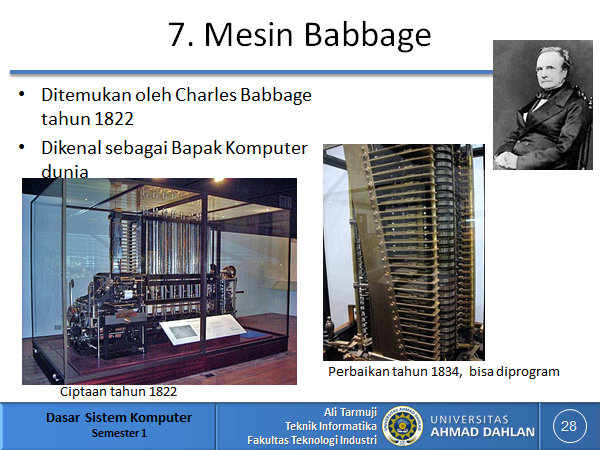 7. Mesin Babbage
• Ditemukan oleh Charles Babbage
tahun 1822
• Dikenal sebagai Bapak Komputer
dunia
Ciptaan tahun 1822
Perbaikan tahun 1834, bisa diprogram
Dasar Sistem Komputer
Semester 1
Ali Tarmuji
Teknik Informatika
Fakultas Teknologi Industri
UNIVERSITAS
AHMAD DAHLAN
28